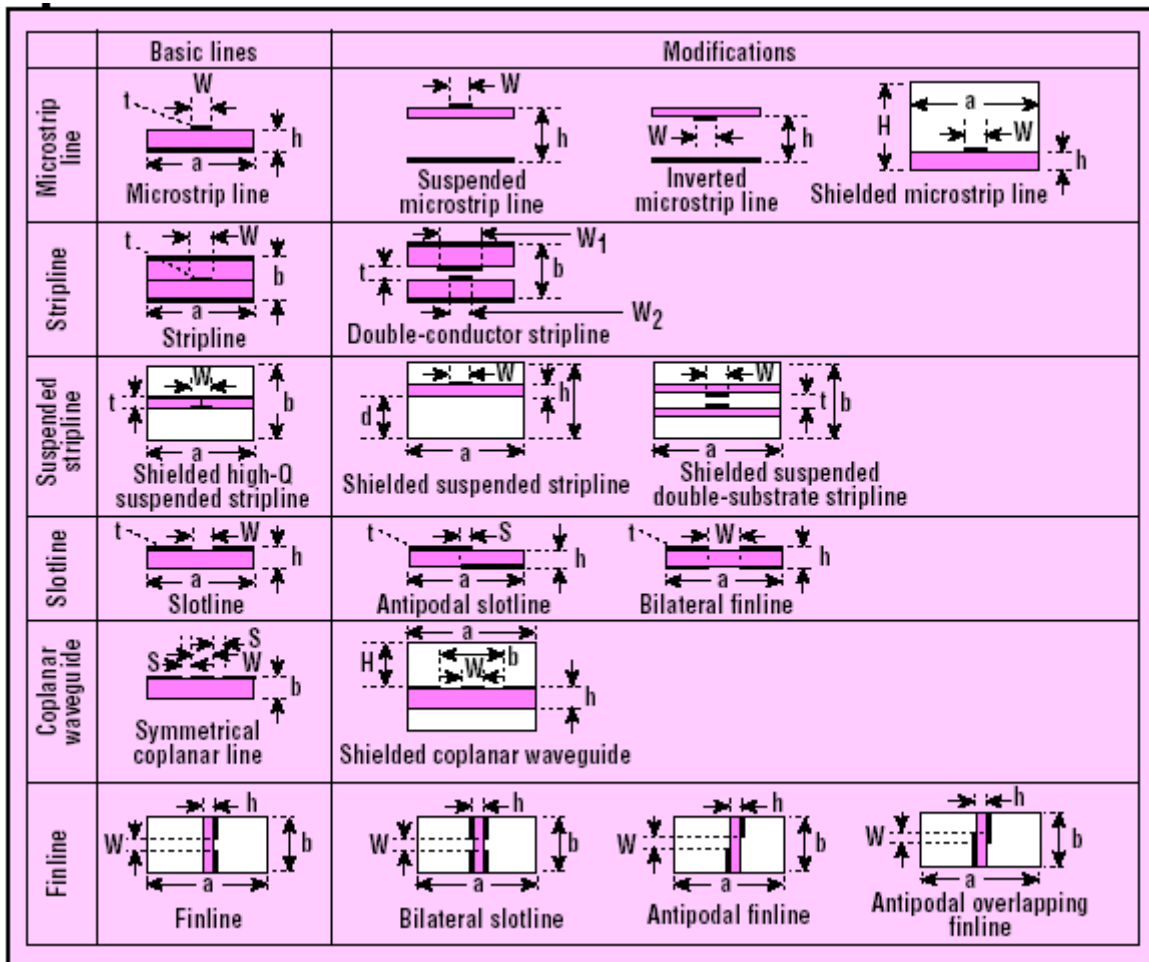 Basic lines
Modifications
Microstrip
line
W
t
h
a
Microstrip line
W
h
Suspended
microstrip line
W
h
Inverted
microstrip line
a
H
W
h
Shielded microstrip line
Stripline
t
W
b
a
Stripline
W1
t
b
W2
Double-conductor stripline
Suspended
stripline
W
t
b
a
Shielded high-Q
suspended stripline
W
h
d
a
Shielded suspended stripline
W
t
b
a
Shielded suspended
double-substrate stripline
Slotline
t
W
h
a
Slotline
t
S
h
a
Antipodal slotline
t
W
h
a
Bilateral finline
Coplanar
waveguide
S
S
W
b
Symmetrical
coplanar line
a
H
b
W
h
Shielded coplanar waveguide
Finline
h
W
b
a
Finline
h
W
b
a
Bilateral slotline
h
W
b
a
Antipodal finline
h
W
b
a
Antipodal overlapping
finline